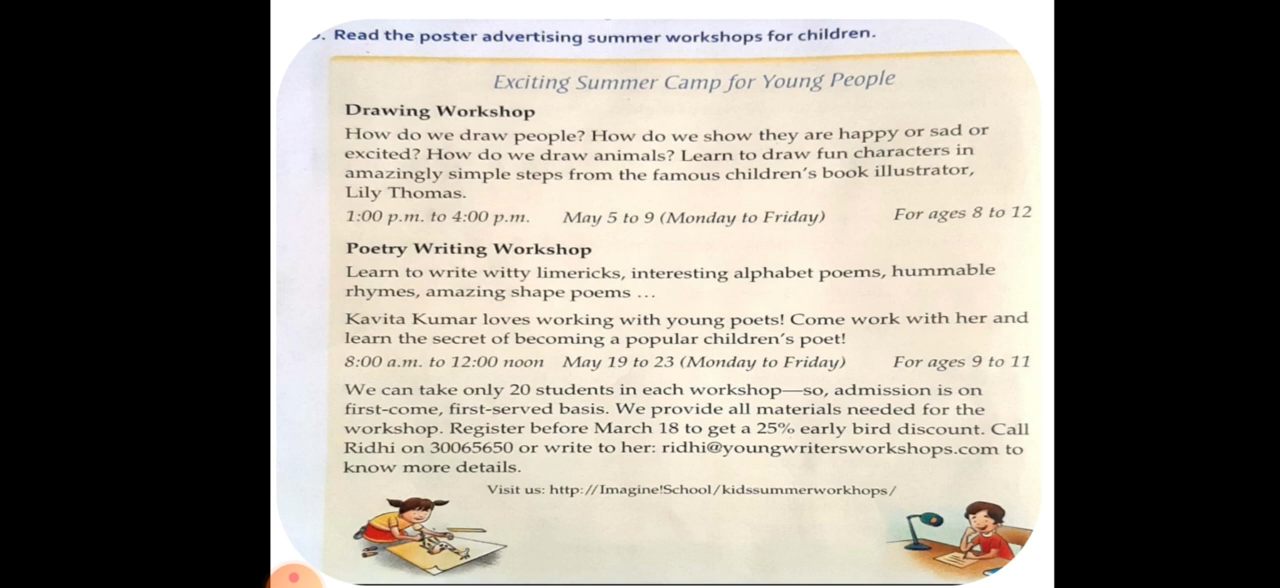 . Read the poster advertising summer workshops for children.
Exciting Summer Camp for Young People
Drawing Workshop
How do we draw people? How do we show they are happy or sad or
excited? How do we draw animals? Learn to draw fun characters in
amazingly simple steps from the famous children's book illustrator,
Lily Thomas.
1:00 p.m. to 4:00 p.m. May 5 to 9 (Monday to Friday) For ages 8 to 12
Poetry Writing Workshop
Learn to write witty limericks, interesting alphabet poems, hummable
rhymes, amazing shape poems ...
Kavita Kumar loves working with young poets! Come work with her and
learn the secret of becoming a popular children's poet!
8:00 a.m. to 12:00 noon May 19 to 23 (Monday to Friday) For ages 9 to 11
We can take only 20 students in each workshop—so, admission is on
first-come, first-served basis. We provide all materials needed for the
workshop. Register before March 18 to get a 25% early bird discount. Call
Ridhi on 30065650 or write to her: ridhi@youngwritersworkshops.com to
know more details.
Visit us: http://Imagine!School/kidssummerworkhops/